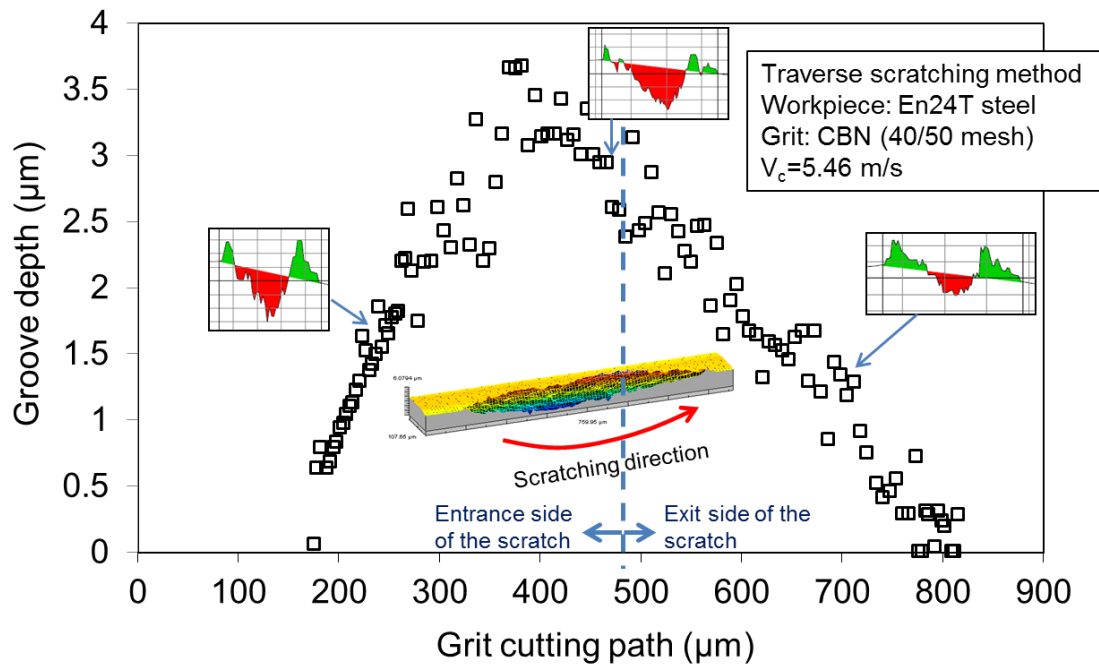 4
3.5
3
2.5
2
1.5
1
0.5
0
Groove depth (µm)
Traverse scratching method
Workpiece: En24T steel
Grit: CBN (40/50 mesh)
Vc=5.46 m/s
6.0794 µm
107.65 µm
759.95 µm
Scratching direction
Entrance side
of the scratch
Exit side of the
scratch
0 100 200 300 400 500 600 700 800 900
Grit cutting path (µm)